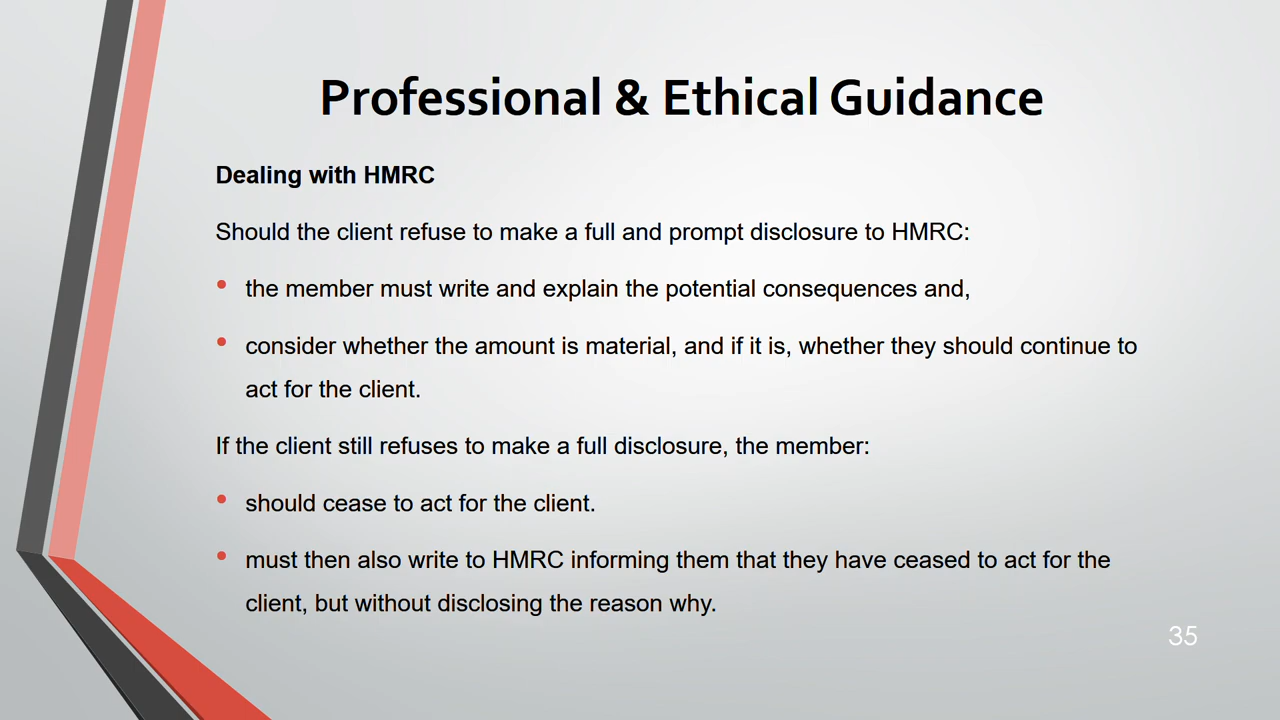 Professional & Ethical Guidance
Dealing with HMRC
Should the client refuse to make a full and prompt disclosure to HMRC:
• the member must write and explain the potential consequences and,
• consider whether the amount is material, and if it is, whether they should continue to
act for the client.
If the client still refuses to make a full disclosure, the member:
• should cease to act for the client.
• must then also write to HMRC informing them that they have ceased to act for the
client, but without disclosing the reason why.
35